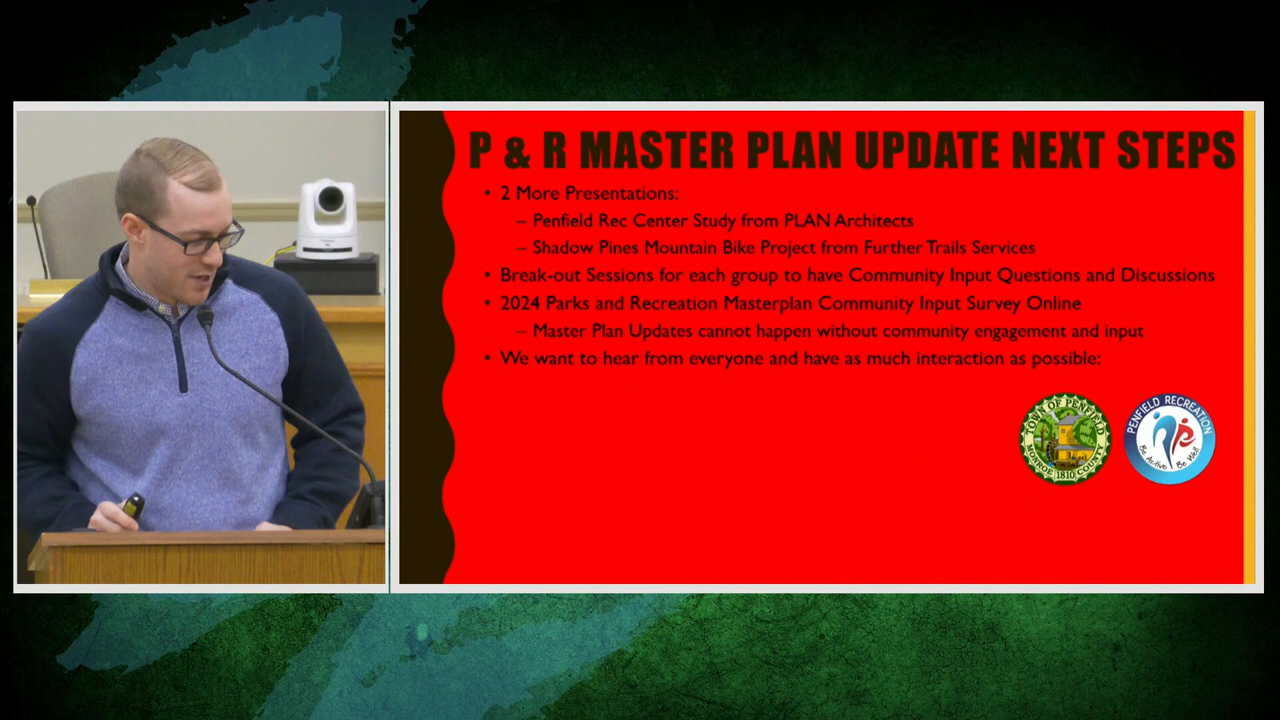 P & R MASTER PLAN UPDATE NEXT STEPS
• 2 More Presentations:
– Penfield Rec Center Study from PLAN Architects
– Shadow Pines Mountain Bike Project from Further Trails Services
• Break-out Sessions for each group to have Community Input Questions and Discussions
• 2024 Parks and Recreation Masterplan Community Input Survey Online
– Master Plan Updates cannot happen without community engagement and input
• We want to hear from everyone and have as much interaction as possible:
TOWN OF PENFIELD
MONROE 1810 COUNTY
PENFIELD RECREATION
Be Active Be Well